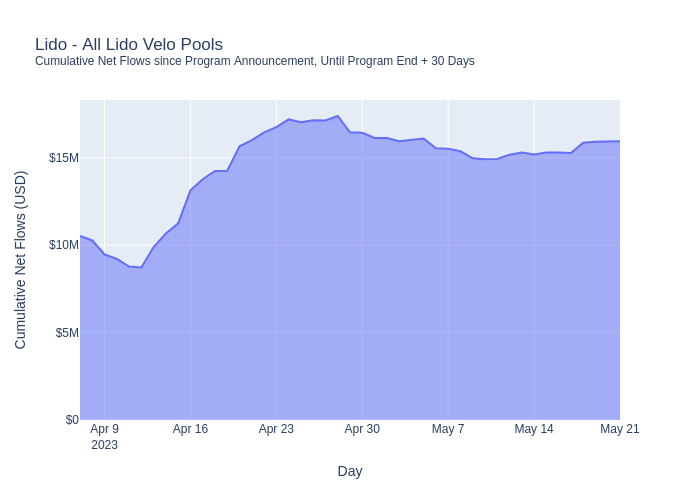 Lido - All Lido Velo Pools
Cumulative Net Flows since Program Announcement, Until Program End + 30 Days
Cumulative Net Flows (USD)
$15M
$10M
$5M
$0
Apr 9
2023
Apr 16
Apr 23
Apr 30
May 7
May 14
May 21
Day